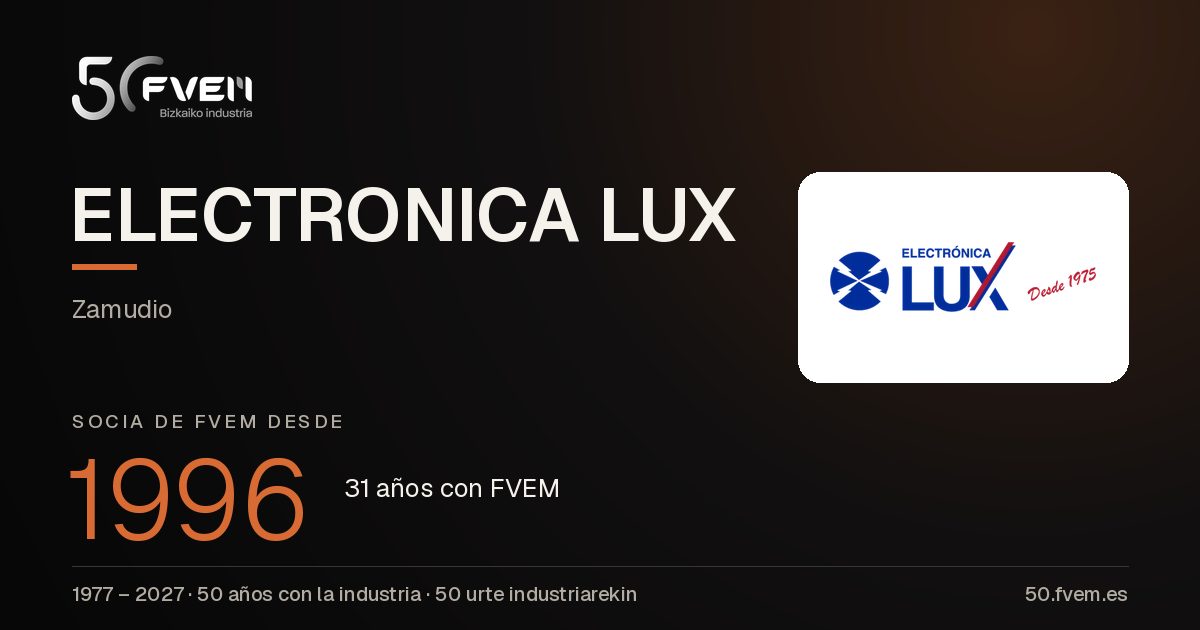 50 FVEM
Bizkaiko industria
ELECTRONICA LUX
Zamudio
ELECTRÓNICA
LUX
Desde 1975
SOCIA DE FVEM DESDE
1996
31 años con FVEM
1977 – 2027 · 50 años con la industria · 50 urte industriarekin
50.fvem.es